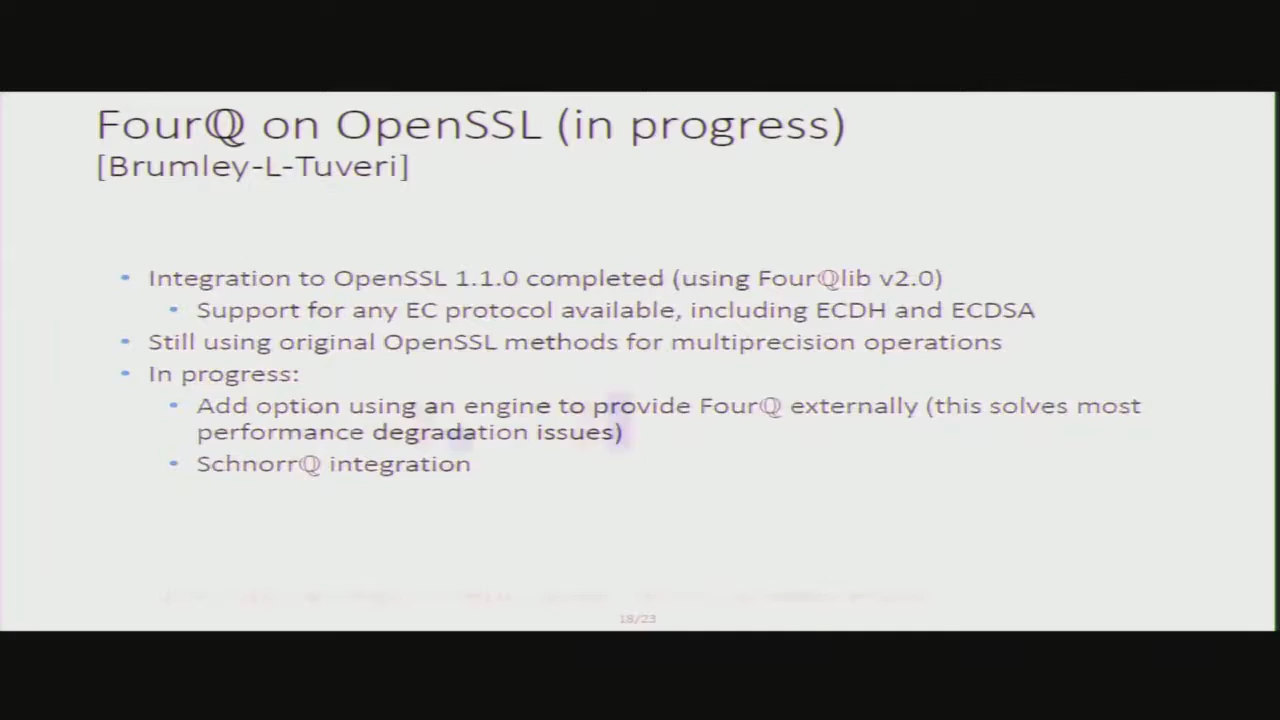 Fourℚ on OpenSSL (in progress)
[Brumley-L-Tuveri]
• Integration to OpenSSL 1.1.0 completed (using Fourℚlib v2.0)
• Support for any EC protocol available, including ECDH and ECDSA
• Still using original OpenSSL methods for multiprecision operations
• In progress:
• Add option using an engine to provide Fourℚ externally (this solves most
performance degradation issues)
• Schnorrℚ integration
18/23